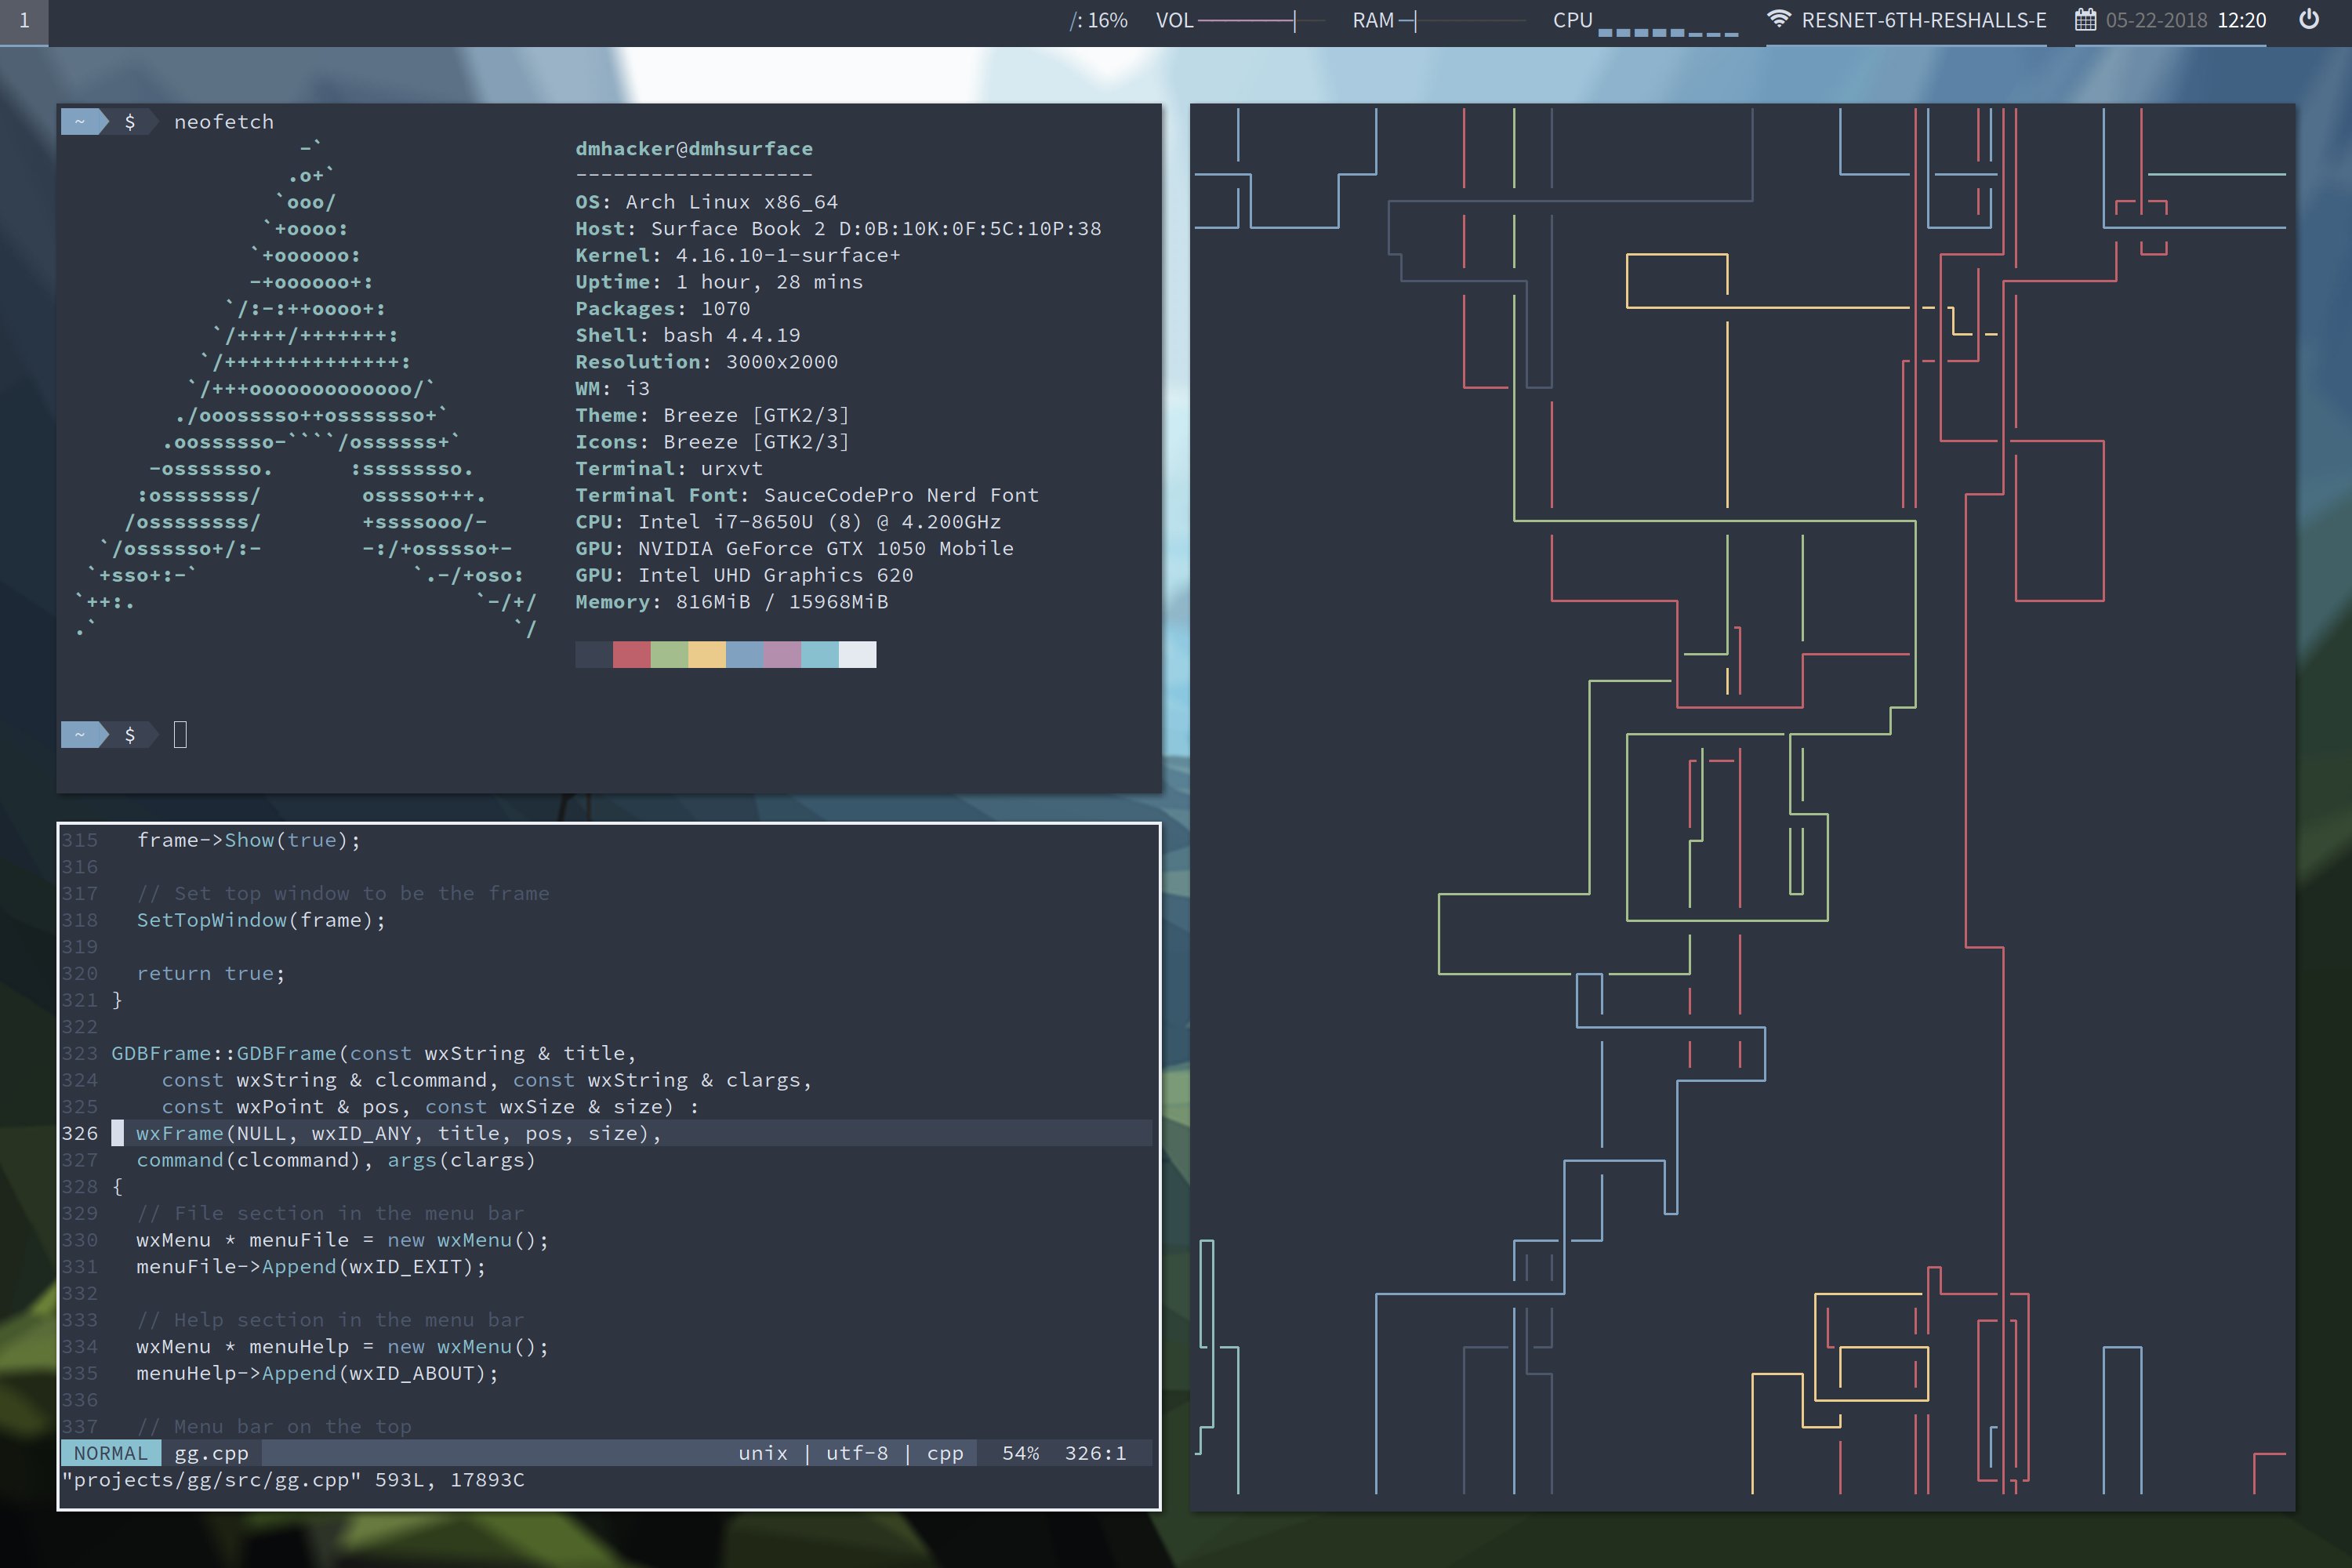 1 /: 16% VOL RAM CPU RESNET-6TH-RESHALLS-E 05-22-2018 12:20
~ $ neofetch
-`
.o+`
`ooo/
`+oooo:
`+oooooo:
-+oooooo+:
`/:-:++oooo+:
`/++++/+++++++:
`/++++++++++++++:
`/+++ooooooooooooo/`
./ooosssso++osssssso+`
.oossssso-````/ossssss+`
-osssssso. :ssssssso.
:osssssss/ osssso+++.
/ossssssss/ +ssssooo/-
`/ossssso+/:- -:/+osssso+-
`+sso+:-` `.-/+oso:
`++:. `-/+/
.` `/
dmhacker@dmhsurface
-------------------
OS: Arch Linux x86_64
Host: Surface Book 2 D:0B:10K:0F:5C:10P:38
Kernel: 4.16.10-1-surface+
Uptime: 1 hour, 28 mins
Packages: 1070
Shell: bash 4.4.19
Resolution: 3000x2000
WM: i3
Theme: Breeze [GTK2/3]
Icons: Breeze [GTK2/3]
Terminal: urxvt
Terminal Font: SauceCodePro Nerd Font
CPU: Intel i7-8650U (8) @ 4.200GHz
GPU: NVIDIA GeForce GTX 1050 Mobile
GPU: Intel UHD Graphics 620
Memory: 816MiB / 15968MiB
~ $
315 frame->Show(true);
316
317 // Set top window to be the frame
318 SetTopWindow(frame);
319
320 return true;
321 }
322
323 GDBFrame::GDBFrame(const wxString & title,
324 const wxString & clcommand, const wxString & clargs,
325 const wxPoint & pos, const wxSize & size) :
326 wxFrame(NULL, wxID_ANY, title, pos, size),
327 command(clcommand), args(clargs)
328 {
329 // File section in the menu bar
330 wxMenu * menuFile = new wxMenu();
331 menuFile->Append(wxID_EXIT);
332
333 // Help section in the menu bar
334 wxMenu * menuHelp = new wxMenu();
335 menuHelp->Append(wxID_ABOUT);
336
337 // Menu bar on the top
NORMAL gg.cpp unix | utf-8 | cpp 54% 326:1
"projects/gg/src/gg.cpp" 593L, 17893C